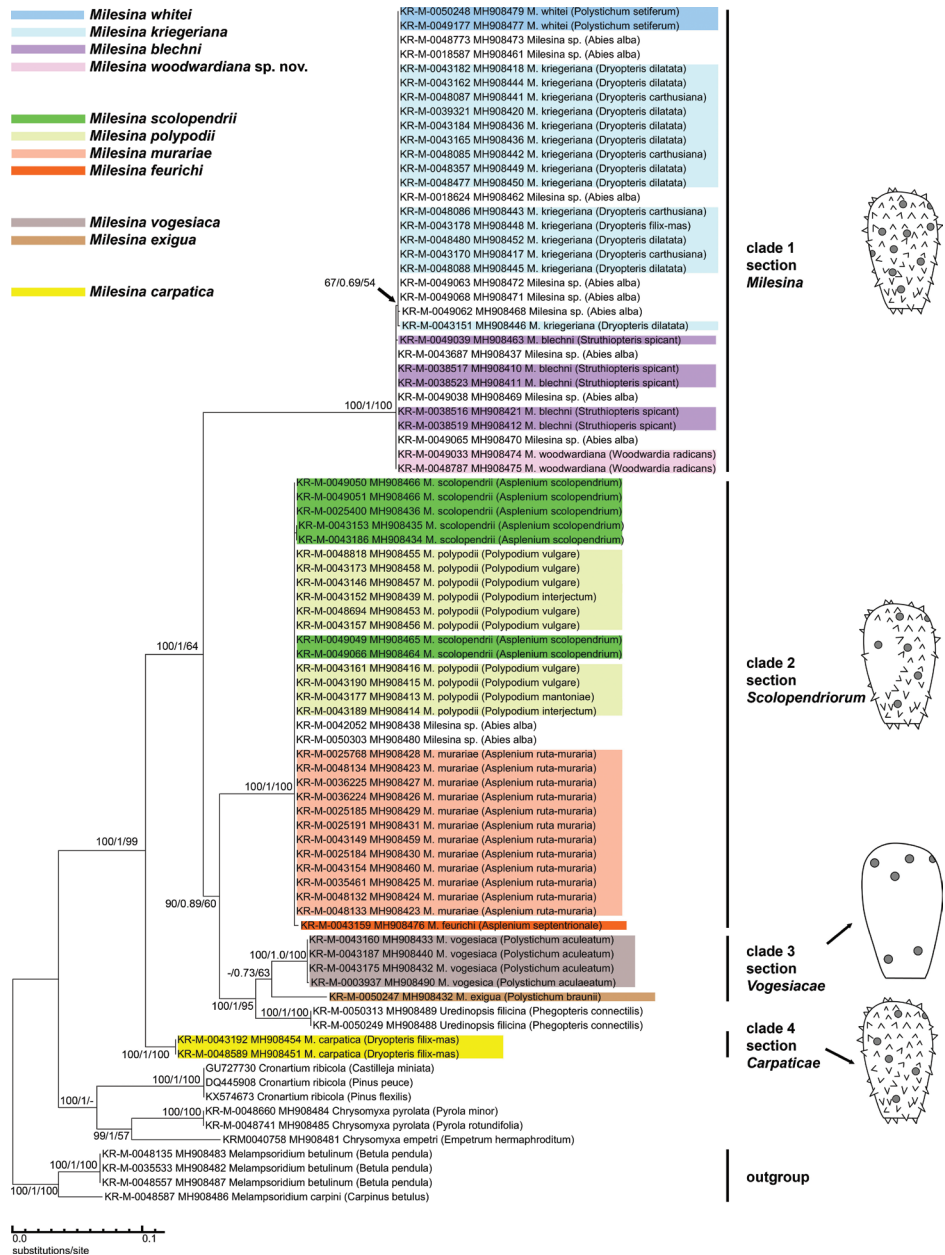 Milesina whitei
Milesina kriegeriana
Milesina blechni
Milesina woodwardiana sp. nov.
Milesina scolopendrii
Milesina polypodii
Milesina murariae
Milesina feurichi
Milesina vogesiaca
Milesina exigua
Milesina carpatica
KR-M-0050248 MH908479 M. whitei (Polystichum setiferum)
KR-M-0049177 MH908477 M. whitei (Polystichum setiferum)
KR-M-0048773 MH908473 Milesina sp. (Abies alba)
KR-M-0018587 MH908461 Milesina sp. (Abies alba)
KR-M-0043182 MH908418 M. kriegeriana (Dryopteris dilatata)
KR-M-0043162 MH908444 M. kriegeriana (Dryopteris dilatata)
KR-M-0048087 MH908441 M. kriegeriana (Dryopteris carthusiana)
KR-M-0039321 MH908420 M. kriegeriana (Dryopteris dilatata)
KR-M-0043184 MH908436 M. kriegeriana (Dryopteris dilatata)
KR-M-0043165 MH908436 M. kriegeriana (Dryopteris dilatata)
KR-M-0048085 MH908442 M. kriegeriana (Dryopteris carthusiana)
KR-M-0048357 MH908449 M. kriegeriana (Dryopteris dilatata)
KR-M-0048477 MH908450 M. kriegeriana (Dryopteris dilatata)
KR-M-0018624 MH908462 Milesina sp. (Abies alba)
KR-M-0048086 MH908443 M. kriegeriana (Dryopteris carthusiana)
KR-M-0043178 MH908448 M. kriegeriana (Dryopteris filix-mas)
KR-M-0048480 MH908452 M. kriegeriana (Dryopteris dilatata)
KR-M-0043170 MH908417 M. kriegeriana (Dryopteris carthusiana)
KR-M-0048088 MH908445 M. kriegeriana (Dryopteris dilatata)
KR-M-0049063 MH908472 Milesina sp. (Abies alba)
KR-M-0049068 MH908471 Milesina sp. (Abies alba)
KR-M-0049062 MH908468 Milesina sp. (Abies alba)
KR-M-0043151 MH908446 M. kriegeriana (Dryopteris dilatata)
KR-M-0049039 MH908463 M. blechni (Struthiopteris spicant)
KR-M-0043687 MH908437 Milesina sp. (Abies alba)
KR-M-0038517 MH908410 M. blechni (Struthiopteris spicant)
KR-M-0038523 MH908411 M. blechni (Struthiopteris spicant)
KR-M-0049038 MH908469 Milesina sp. (Abies alba)
KR-M-0038516 MH908421 M. blechni (Struthiopteris spicant)
KR-M-0038519 MH908412 M. blechni (Struthioperis spicant)
KR-M-0049065 MH908470 Milesina sp. (Abies alba)
KR-M-0049033 MH908474 M. woodwardiana (Woodwardia radicans)
KR-M-0048787 MH908475 M. woodwardiana (Woodwardia radicans)
67/0.69/54
100/1/100
clade 1
section
Milesina
KR-M-0049050 MH908466 M. scolopendrii (Asplenium scolopendrium)
KR-M-0049051 MH908466 M. scolopendrii (Asplenium scolopendrium)
KR-M-0025400 MH908436 M. scolopendrii (Asplenium scolopendrium)
KR-M-0043153 MH908435 M. scolopendrii (Asplenium scolopendrium)
KR-M-0043186 MH908434 M. scolopendrii (Asplenium scolopendrium)
KR-M-0048818 MH908455 M. polypodii (Polypodium vulgare)
KR-M-0043173 MH908458 M. polypodii (Polypodium vulgare)
KR-M-0043146 MH908457 M. polypodii (Polypodium vulgare)
KR-M-0043152 MH908439 M. polypodii (Polypodium interjectum)
KR-M-0048694 MH908453 M. polypodii (Polypodium vulgare)
KR-M-0043157 MH908456 M. polypodii (Polypodium vulgare)
KR-M-0049049 MH908465 M. scolopendrii (Asplenium scolopendrium)
KR-M-0049066 MH908464 M. scolopendrii (Asplenium scolopendrium)
KR-M-0043161 MH908416 M. polypodii (Polypodium vulgare)
KR-M-0043190 MH908415 M. polypodii (Polypodium vulgare)
KR-M-0043177 MH908413 M. polypodii (Polypodium mantoniae)
KR-M-0043189 MH908414 M. polypodii (Polypodium interjectum)
KR-M-0042052 MH908438 Milesina sp. (Abies alba)
KR-M-0050303 MH908480 Milesina sp. (Abies alba)
KR-M-0025768 MH908428 M. murariae (Asplenium ruta-muraria)
KR-M-0048134 MH908423 M. murariae (Asplenium ruta-muraria)
KR-M-0036225 MH908427 M. murariae (Asplenium ruta-muraria)
KR-M-0036224 MH908426 M. murariae (Asplenium ruta-muraria)
KR-M-0025185 MH908429 M. murariae (Asplenium ruta-muraria)
KR-M-0025191 MH908431 M. murariae (Asplenium ruta-muraria)
KR-M-0043149 MH908459 M. murariae (Asplenium ruta-muraria)
KR-M-0025184 MH908430 M. murariae (Asplenium ruta-muraria)
KR-M-0043154 MH908460 M. murariae (Asplenium ruta-muraria)
KR-M-0035461 MH908425 M. murariae (Asplenium ruta-muraria)
KR-M-0048132 MH908424 M. murariae (Asplenium ruta-muraria)
KR-M-0048133 MH908423 M. murariae (Asplenium ruta-muraria)
KR-M-0043159 MH908476 M. feurichi (Asplenium septentrionale)
100/1/64
100/1/100
clade 2
section
Scolopendriorum
100/1/99
90/0.89/60
KR-M-0043160 MH908433 M. vogesiaca (Polystichum aculeatum)
KR-M-0043187 MH908440 M. vogesiaca (Polystichum aculeatum)
KR-M-0043175 MH908432 M. vogesiaca (Polystichum aculeatum)
KR-M-0003937 MH908490 M. vogesica (Polystichum aculaeatum)
KR-M-0050247 MH908432 M. exigua (Polystichum braunii)
100/1.0/100
-/0.73/63
100/1/95
100/1/100
KR-M-0050313 MH908489 Uredinopsis filicina (Phegopteris connectilis)
KR-M-0050249 MH908488 Uredinopsis filicina (Phegopteris connectilis)
clade 3
section
Vogesiacae
100/1/100
KR-M-0043192 MH908454 M. carpatica (Dryopteris filix-mas)
KR-M-0048589 MH908451 M. carpatica (Dryopteris filix-mas)
clade 4
section
Carpaticae
GU727730 Cronartium ribicola (Castilleja miniata)
DQ445908 Cronartium ribicola (Pinus peuce)
KX574673 Cronartium ribicola (Pinus flexilis)
100/1/100
100/1/-
100/100
99/1/57
KR-M-0048660 MH908484 Chrysomyxa pyrolata (Pyrola minor)
KR-M-0048741 MH908485 Chrysomyxa pyrolata (Pyrola rotundifolia)
KRM0040758 MH908481 Chrysomyxa empetri (Empetrum hermaphroditum)
KR-M-0048135 MH908483 Melampsoridium betulinum (Betula pendula)
KR-M-0035533 MH908482 Melampsoridium betulinum (Betula pendula)
KR-M-0048557 MH908487 Melampsoridium betulinum (Betula pendula)
KR-M-0048587 MH908486 Melampsoridium carpini (Carpinus betulus)
100/1/100
100/1/100
outgroup
0.0 0.1
substitutions/site